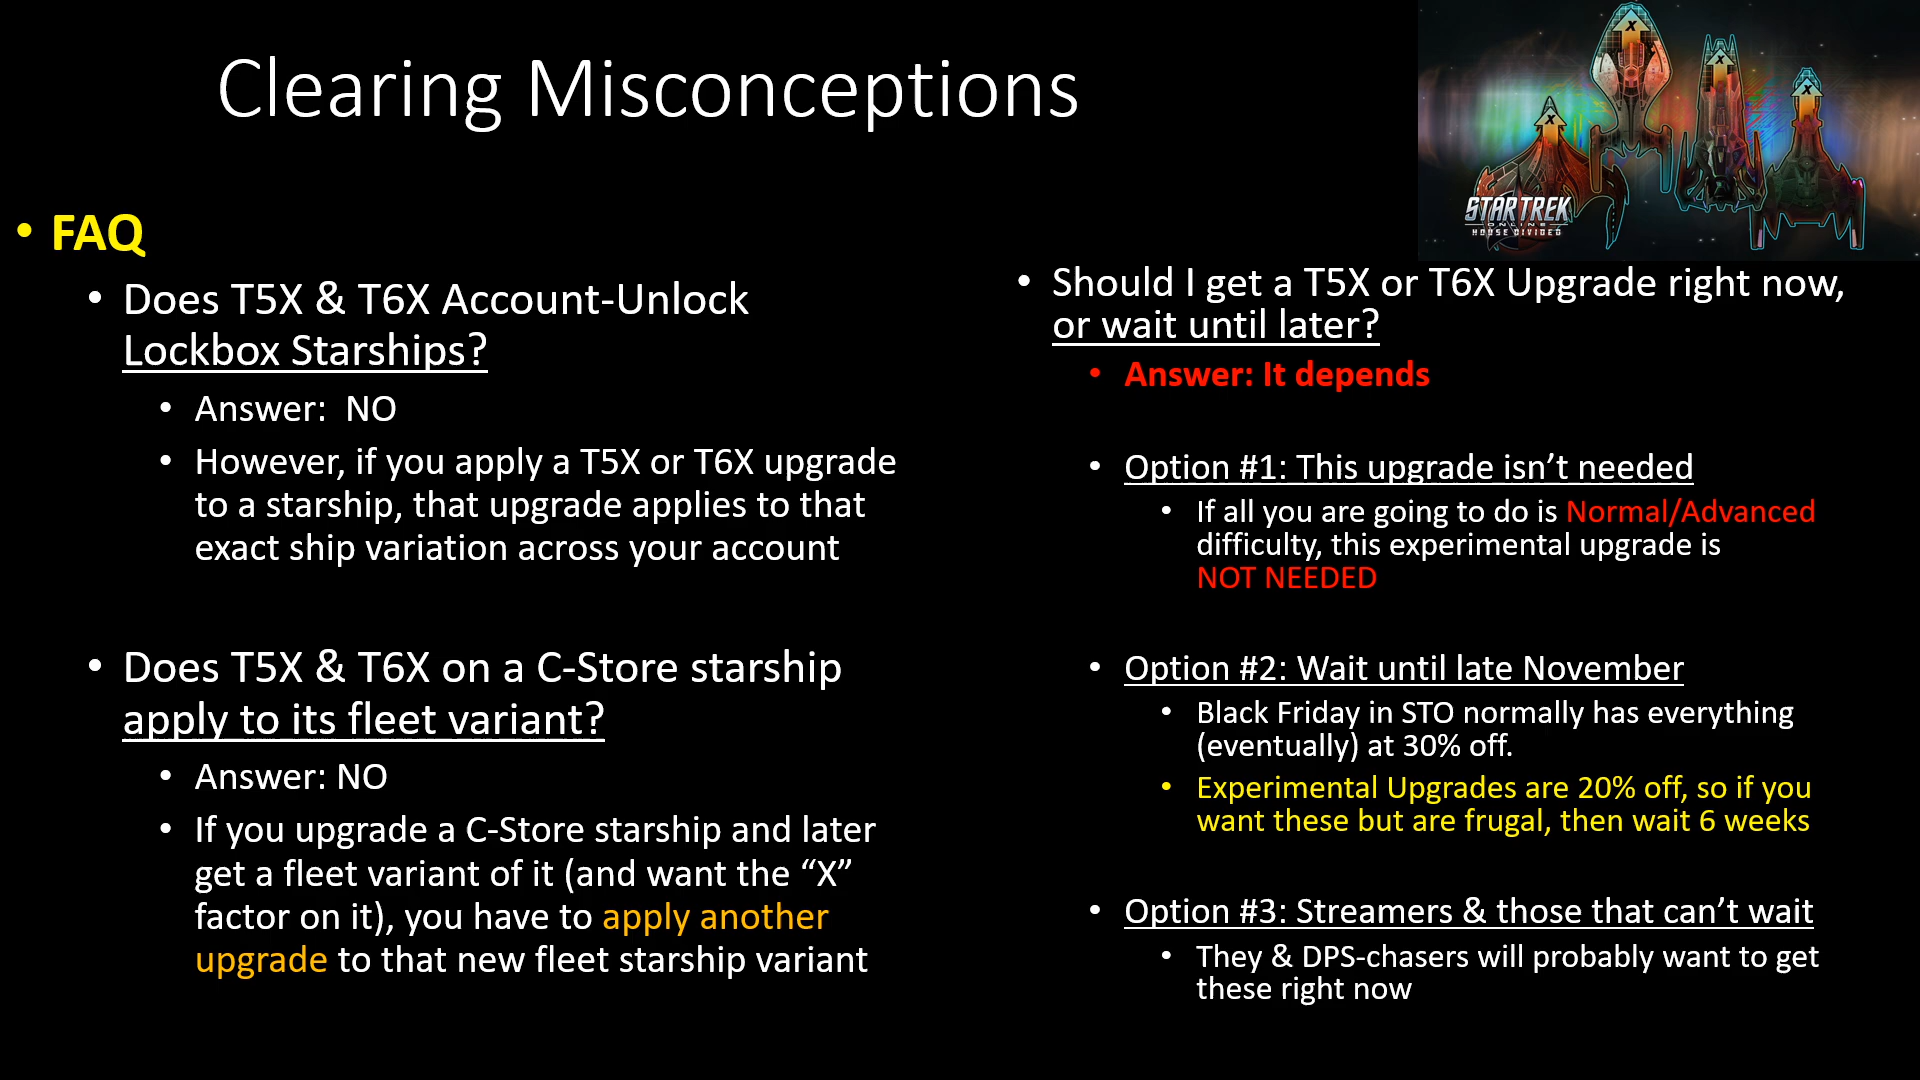 Clearing Misconceptions
X
X
X
X
STAR TREK
ONLINE
HOUSE DIVIDED
• FAQ
• Does T5X & T6X Account-Unlock
Lockbox Starships?
• Answer:  NO
• However, if you apply a T5X or T6X upgrade
to a starship, that upgrade applies to that
exact ship variation across your account
• Does T5X & T6X on a C-Store starship
apply to its fleet variant?
• Answer: NO
• If you upgrade a C-Store starship and later
get a fleet variant of it (and want the “X”
factor on it), you have to apply another
upgrade to that new fleet starship variant
• Should I get a T5X or T6X Upgrade right now,
or wait until later?
• Answer: It depends
• Option #1: This upgrade isn’t needed
• If all you are going to do is Normal/Advanced
difficulty, this experimental upgrade is
NOT NEEDED
• Option #2: Wait until late November
• Black Friday in STO normally has everything
(eventually) at 30% off.
• Experimental Upgrades are 20% off, so if you
want these but are frugal, then wait 6 weeks
• Option #3: Streamers & those that can’t wait
• They & DPS-chasers will probably want to get
these right now